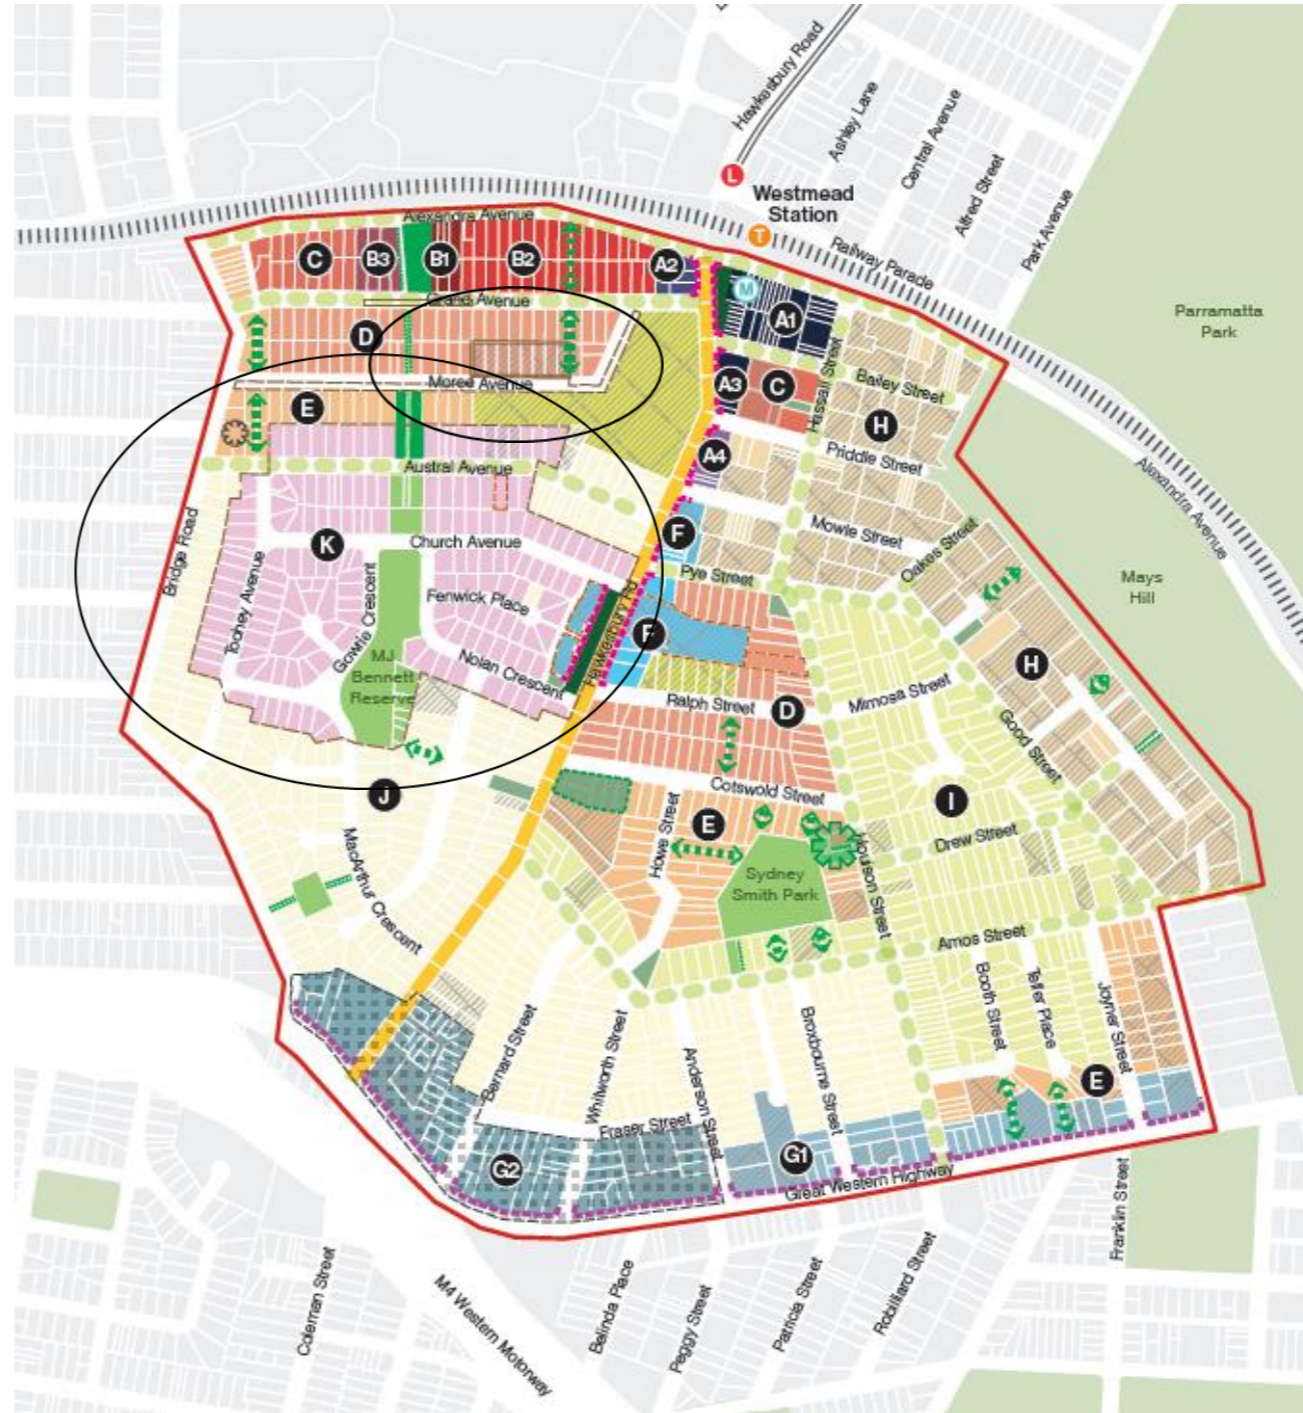 Hawkesbury Road
Ashley Lane
Central Avenue
Alfred Street
Park Avenue
L
Westmead
Station
T
Railway Parade
Parramatta
Park
Alexandra Avenue
C
B3
B1
B2
A2
M
A1
Grand Avenue
D
Moree Avenue
A3
C
Hassall Street
Bailey Street
H
Priddle Street
E
A4
Austral Avenue
Alexandra Avenue
Bridge Road
K
Church Avenue
F
Mowle Street
Oakes Street
Pye Street
Mays
Hill
Toohey Avenue
Gowrie Crescent
Fenwick Place
F
Hawkesbury Rd
MJ
Bennett
Reserve
Nolan Crescent
H
Ralph Street
D
Mimosa Street
Good Street
Cotswold Street
J
I
Howe Street
E
Drew Street
MacArthur Crescent
Sydney
Smith Park
Houison Street
Amos Street
Booth Street
Telfer Place
Joyner Street
Bernard Street
Whitworth Street
Anderson Street
Broxbourne Street
E
Fraser Street
G2
G1
Great Western Highway
Franklin Street
Coleman Street
M4 Western Motorway
Belinda Place
Peggy Street
Patricia Street
Robilliard Street